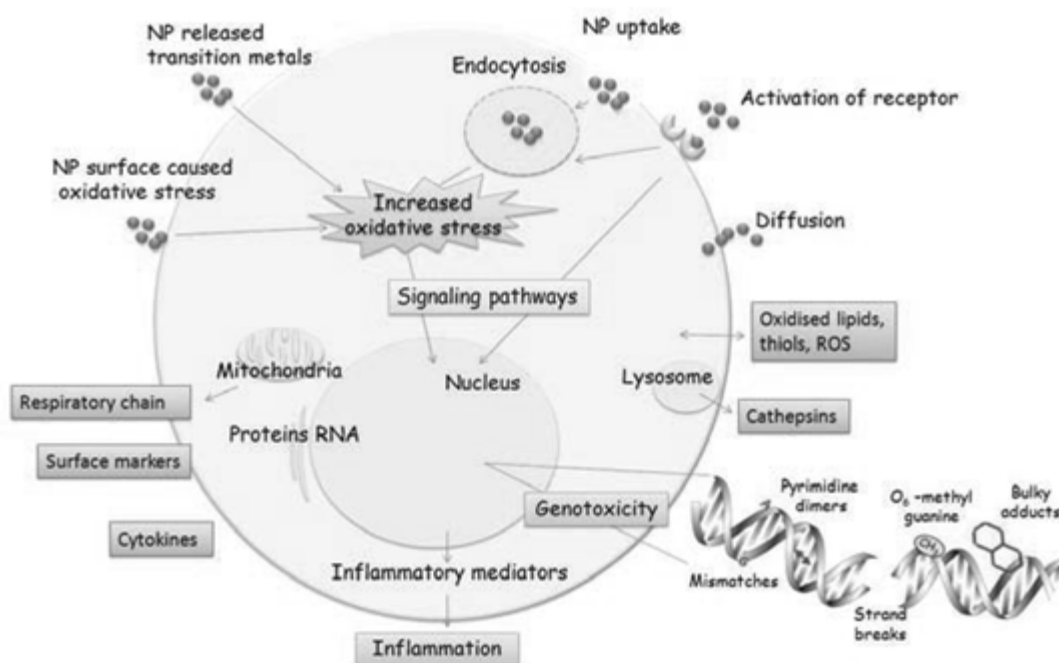 NP released
transition metals
NP uptake
Endocytosis
Activation of receptor
NP surface caused
oxidative stress
Increased
oxidative stress
Diffusion
Signaling pathways
Oxidised lipids,
thiols, ROS
Mitochondria
Nucleus
Lysosome
Respiratory chain
Cathepsins
Proteins RNA
Surface markers
Genotoxicity
Pyrimidine
dimers
O₆ -methyl
guanine
Bulky
adducts
CH₃
Cytokines
Mismatches
Inflammatory mediators
Strand
breaks
Inflammation